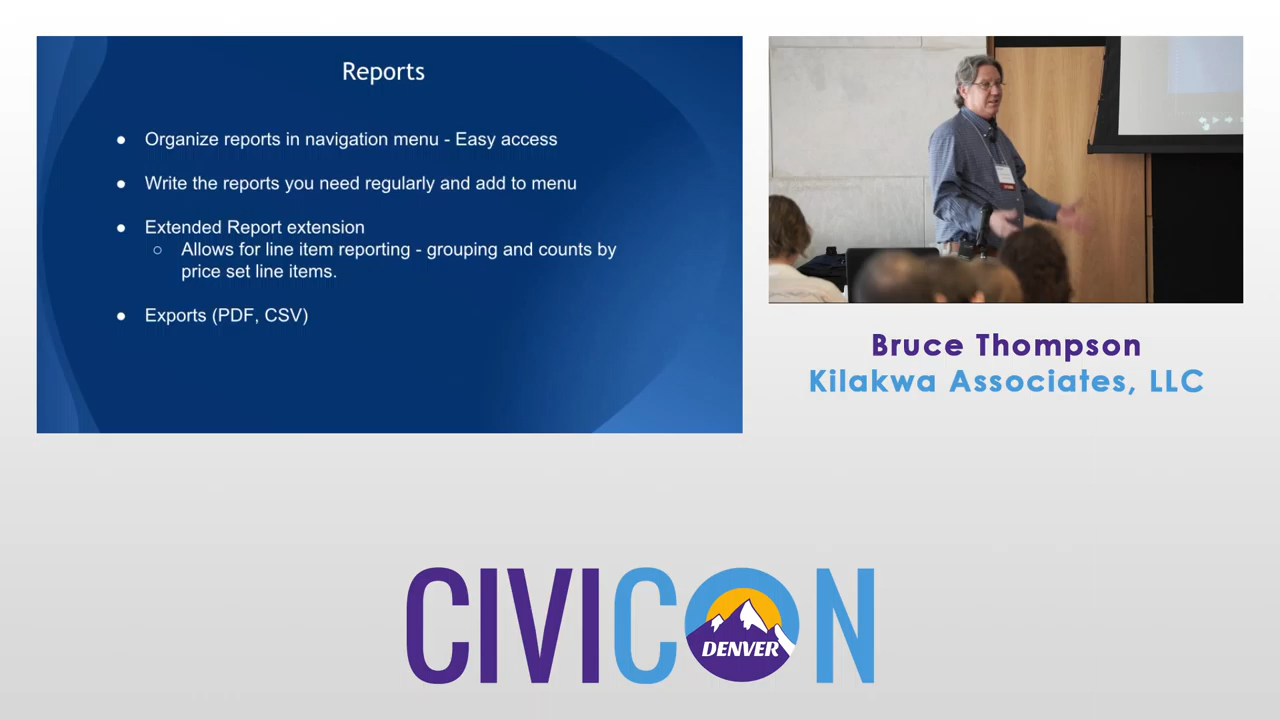 Reports
● Organize reports in navigation menu - Easy access
● Write the reports you need regularly and add to menu
● Extended Report extension
○ Allows for line item reporting - grouping and counts by
price set line items.
● Exports (PDF, CSV)
Bruce Thompson
Kilakwa Associates, LLC
CIVICON
DENVER